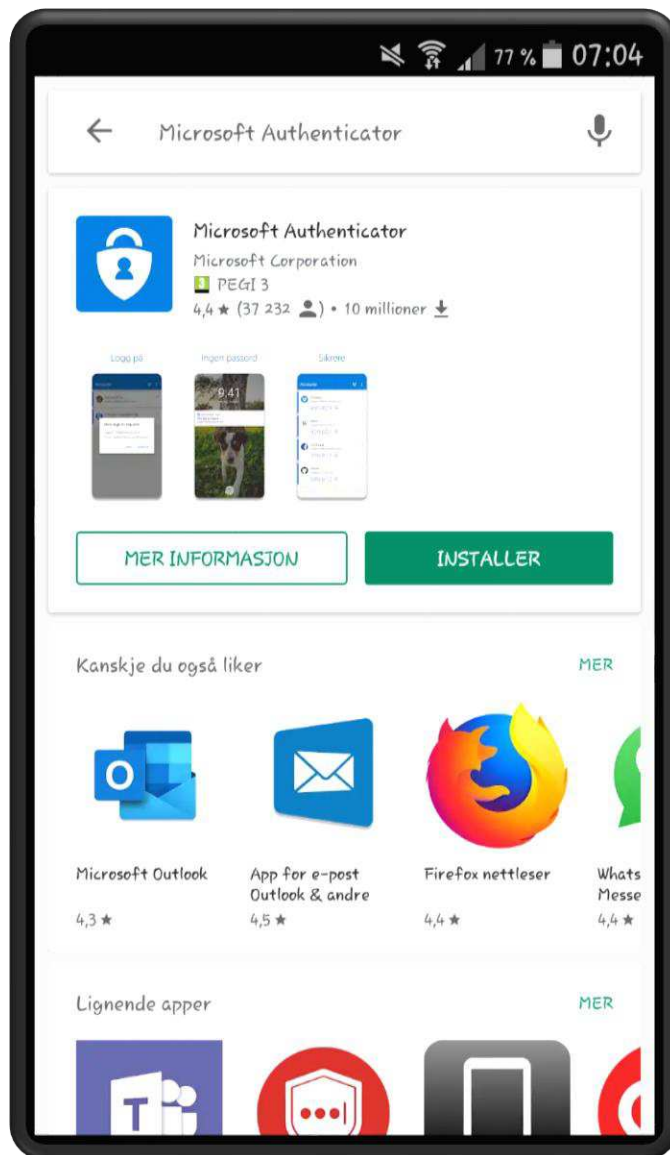 77 % 07:04
Microsoft Authenticator
Microsoft Authenticator
Microsoft Corporation
3 PEGI 3
4,4 ★ (37 232 ) • 10 millioner
Logg på Ingen passord Sikrere
9:41
MER INFORMASJON INSTALLER
Kanskje du også liker MER
O
Microsoft Outlook App for e-post Firefox nettleser Whats
Outlook & andre Messe
4,3 ★ 4,5 ★ 4,4 ★ 4,4 ★
Lignende apper MER
T